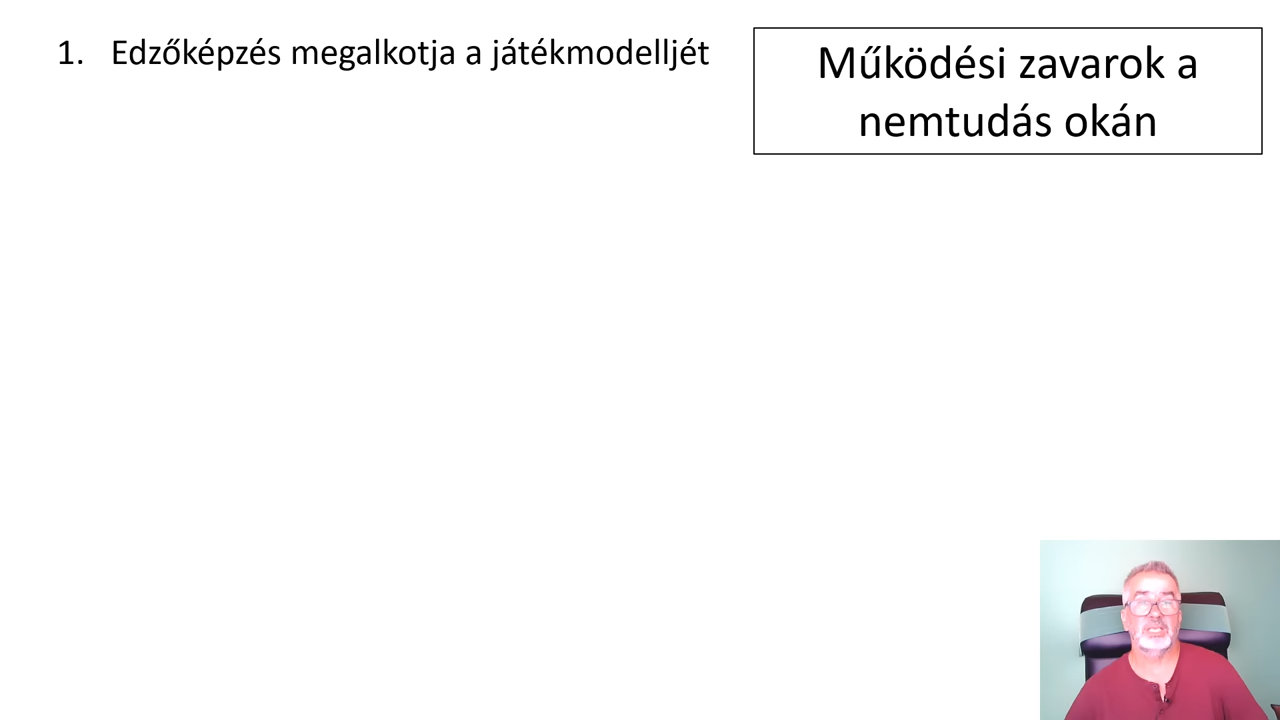 1. Edzőképzés megalkotja a játékmodelljét
Működési zavarok a
nemtudás okán